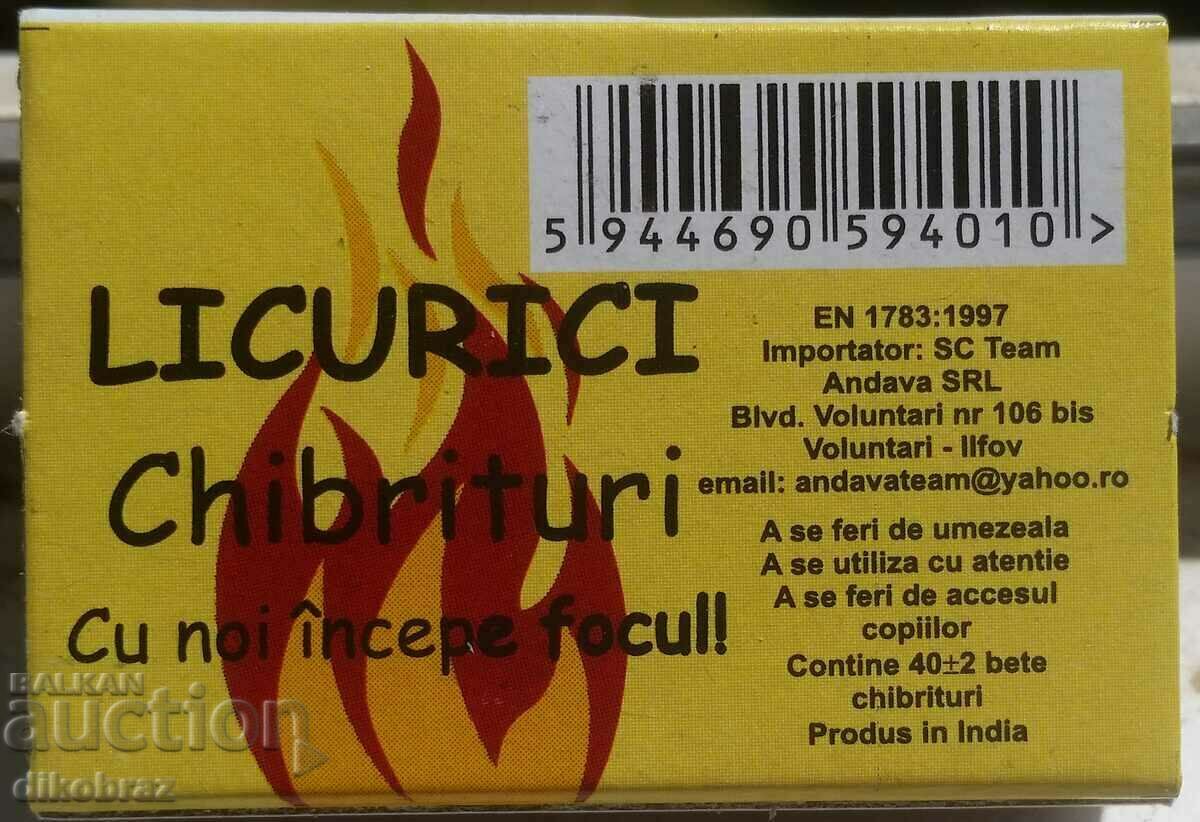 5 944690 594010 >
LICURICI
Chibrituri
Cu noi începe focul!
EN 1783:1997
Importator: SC Team
Andava SRL
Blvd. Voluntari nr 106 bis
Voluntari - Ilfov
email: andavateam@yahoo.ro
A se feri de umezeala
A se utiliza cu atentie
A se feri de accesul
copiilor
Contine 40±2 bete
chibrituri
Produs in India
BALKAN
auction
dikobraz